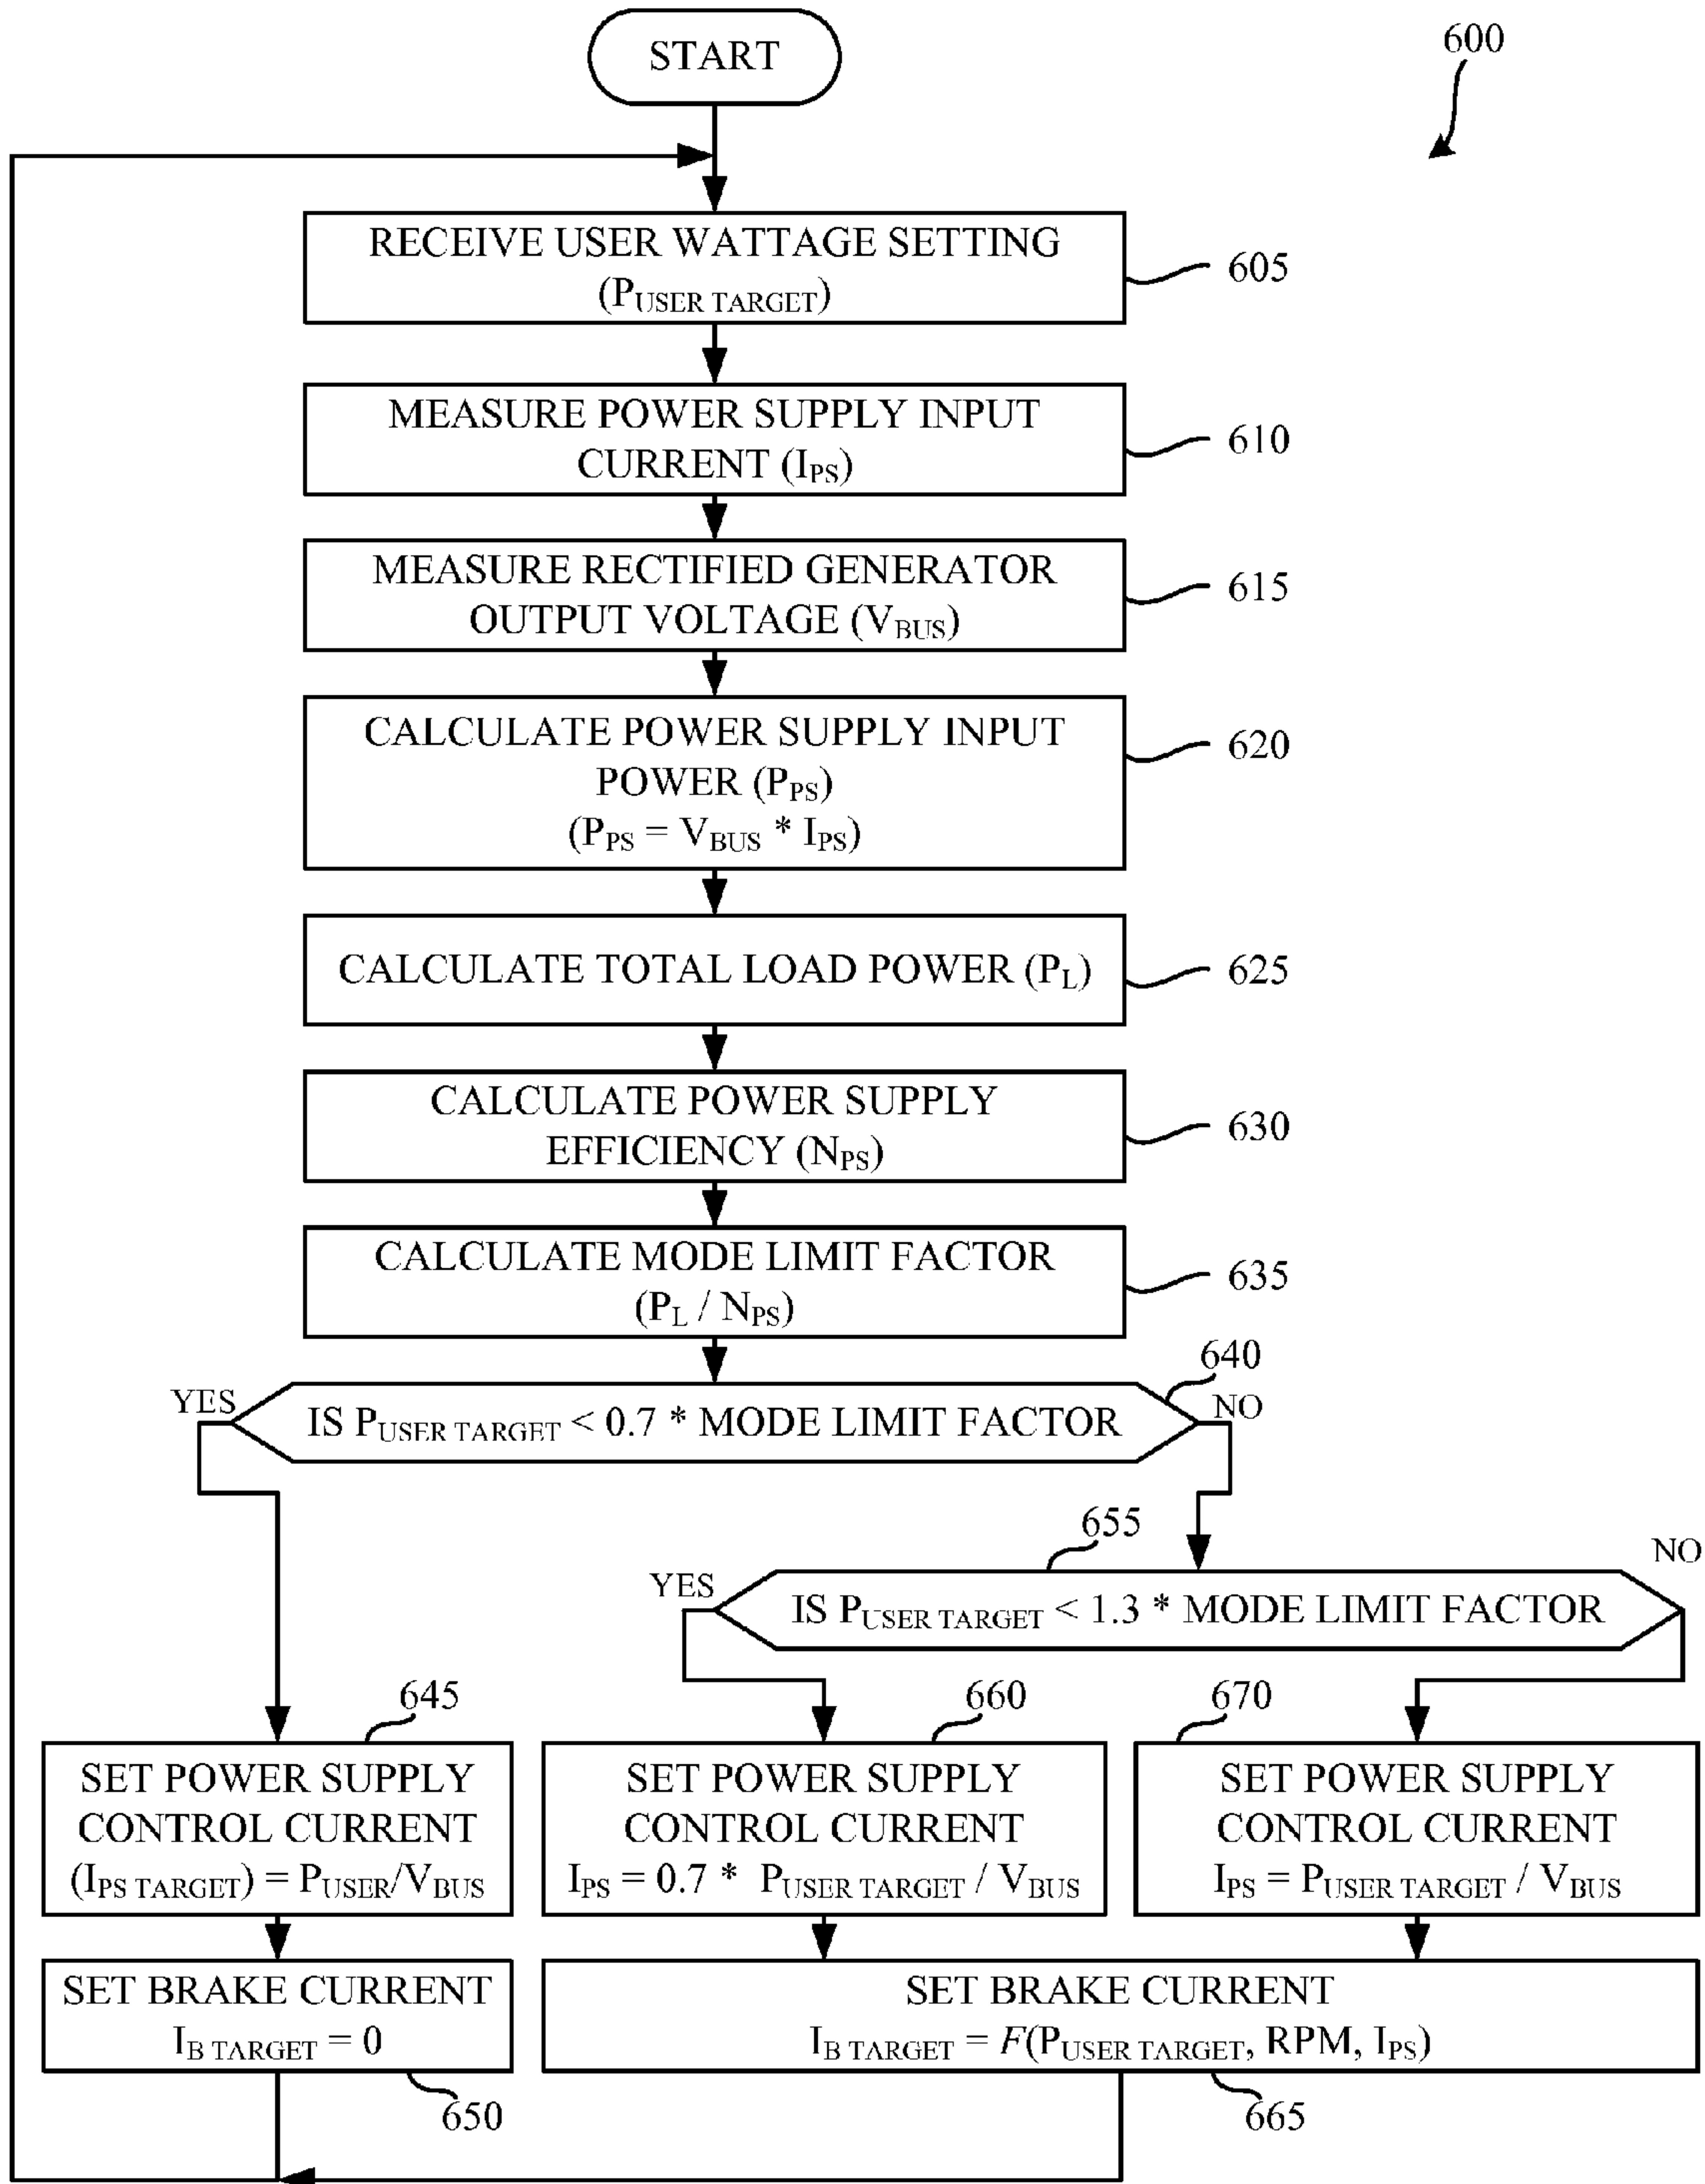 START
600
RECEIVE USER WATTAGE SETTING
(PUSER TARGET)
605
MEASURE POWER SUPPLY INPUT
CURRENT (IPS)
610
MEASURE RECTIFIED GENERATOR
OUTPUT VOLTAGE (VBUS)
615
CALCULATE POWER SUPPLY INPUT
POWER (PPS)
(PPS = VBUS * IPS)
620
CALCULATE TOTAL LOAD POWER (PL)
625
CALCULATE POWER SUPPLY
EFFICIENCY (NPS)
630
CALCULATE MODE LIMIT FACTOR
(PL / NPS)
635
640
YES
IS PUSER TARGET < 0.7 * MODE LIMIT FACTOR
NO
655
YES
IS PUSER TARGET < 1.3 * MODE LIMIT FACTOR
NO
645
SET POWER SUPPLY
CONTROL CURRENT
(IPS TARGET) = PUSER/VBUS
660
SET POWER SUPPLY
CONTROL CURRENT
IPS = 0.7 * PUSER TARGET / VBUS
670
SET POWER SUPPLY
CONTROL CURRENT
IPS = PUSER TARGET / VBUS
SET BRAKE CURRENT
IB TARGET = 0
650
SET BRAKE CURRENT
IB TARGET = F(PUSER TARGET, RPM, IPS)
665